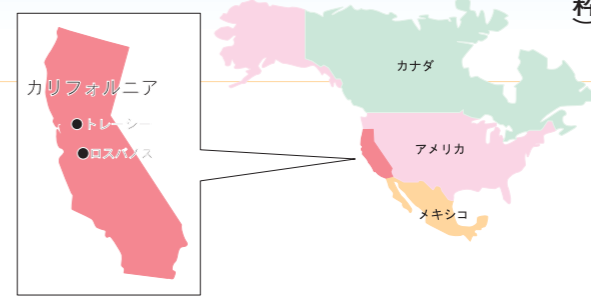 カリフォルニア
トレーシー
ロスバノス
カナダ
アメリカ
メキシコ